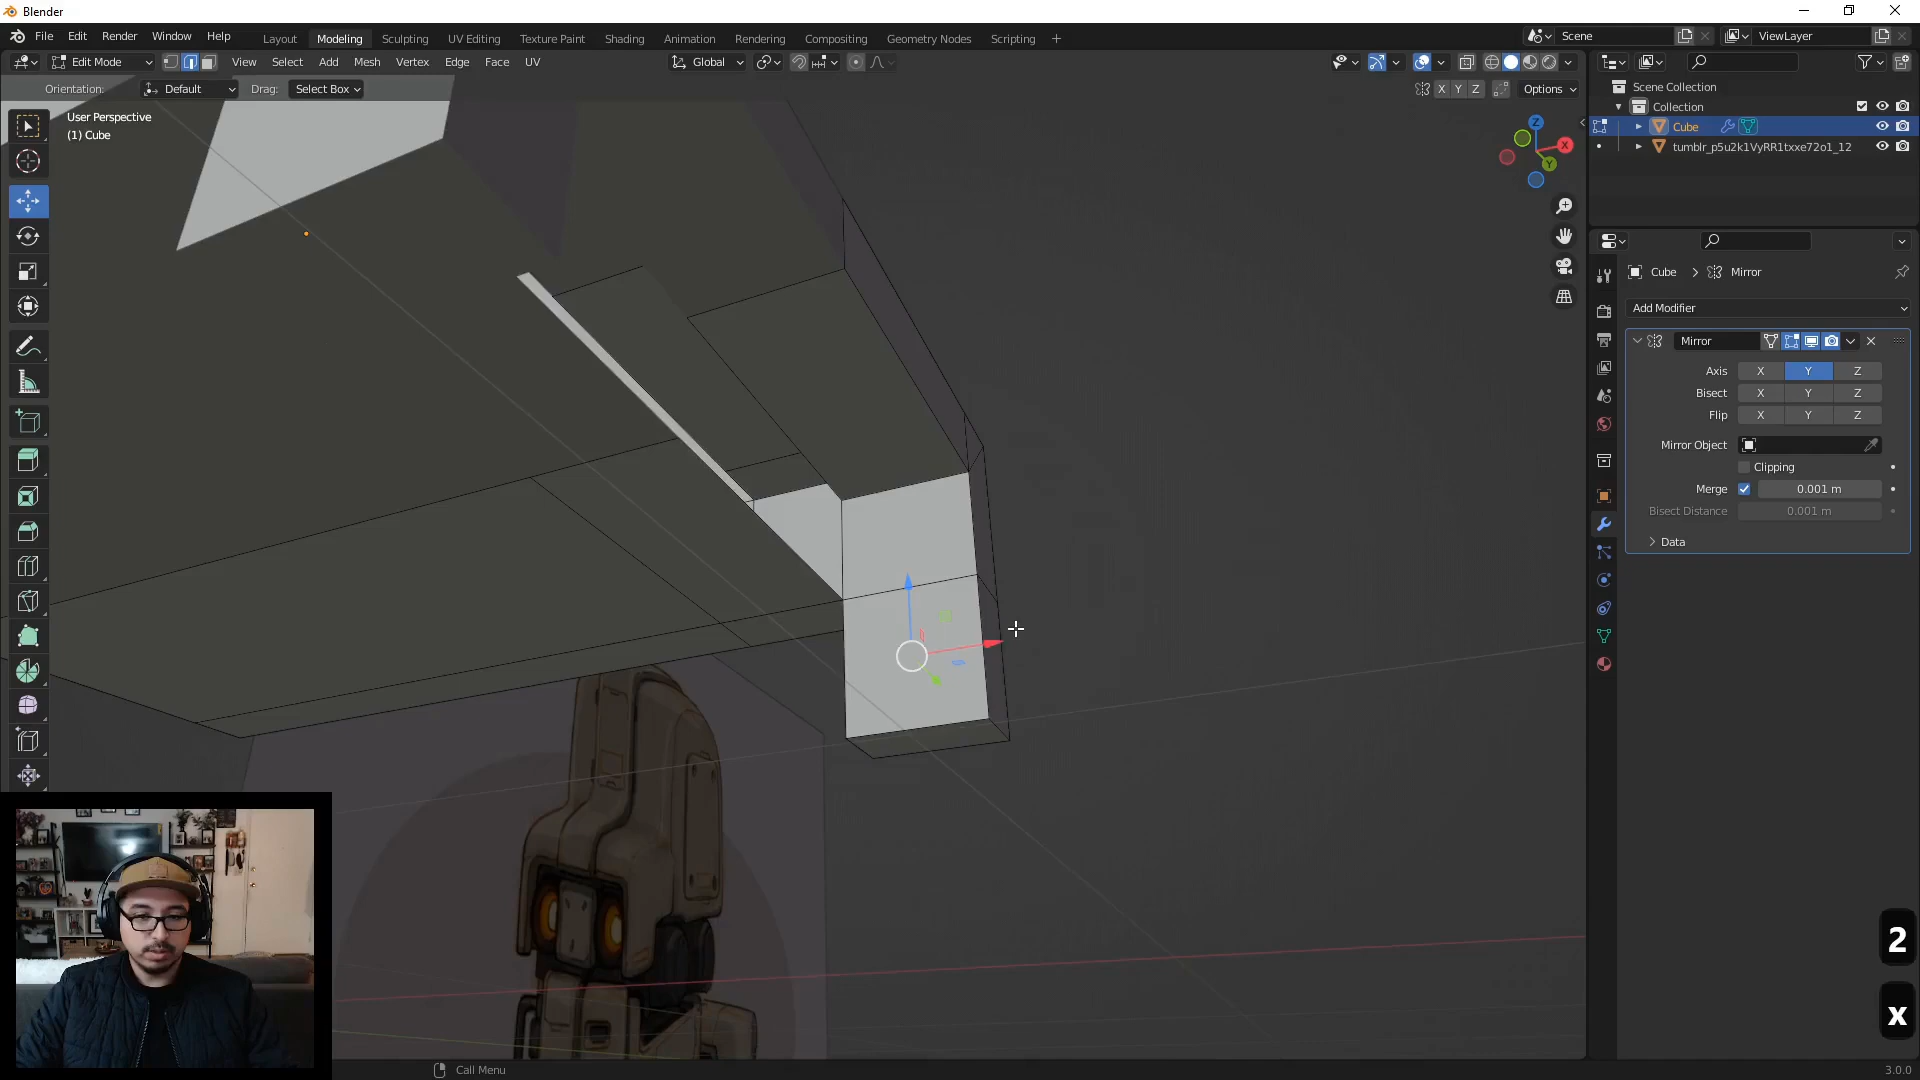 Blender
File Edit Render Window Help
Layout Modeling Sculpting UV Editing Texture Paint Shading Animation Rendering Compositing Geometry Nodes Scripting
Scene ViewLayer
Edit Mode View Select Add Mesh Vertex Edge Face UV Global
Orientation: Default Drag: Select Box X Y Z Options
User Perspective
(1) Cube
Z
X
Y
Scene Collection
Collection
Cube
tumblr_p5u2k1VyRR1txxe72o1_12
Cube Mirror
Add Modifier
Mirror
Axis X Y Z
Bisect X Y Z
Flip X Y Z
Mirror Object
Clipping
Merge 0.001 m
Bisect Distance 0.001 m
Data
2
x
Call Menu
3.0.0